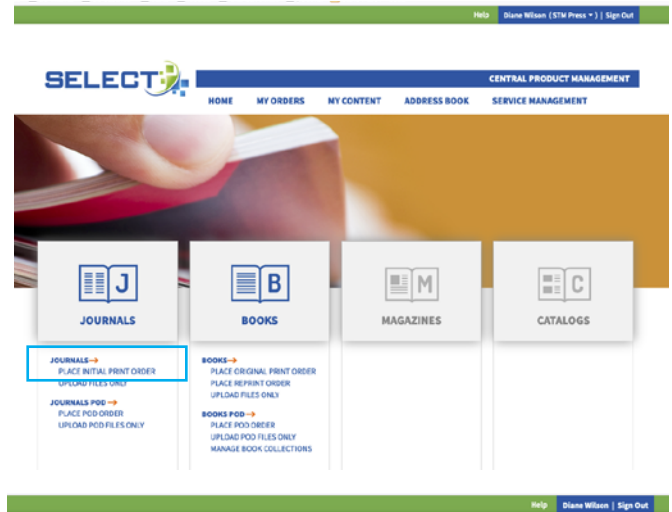 Help Diane Wilson (STM Press ▾) | Sign Out
SELECT
CENTRAL PRODUCT MANAGEMENT
HOME MY ORDERS MY CONTENT ADDRESS BOOK SERVICE MANAGEMENT
J B M C
JOURNALS BOOKS MAGAZINES CATALOGS
JOURNALS→
PLACE INITIAL PRINT ORDER
UPLOAD FILES ONLY
JOURNALS POD →
PLACE POD ORDER
UPLOAD POD FILES ONLY
BOOKS→
PLACE ORIGINAL PRINT ORDER
PLACE REPRINT ORDER
UPLOAD FILES ONLY
BOOKS POD →
PLACE POD ORDER
UPLOAD POD FILES ONLY
MANAGE BOOK COLLECTIONS
Help Diane Wilson | Sign Out